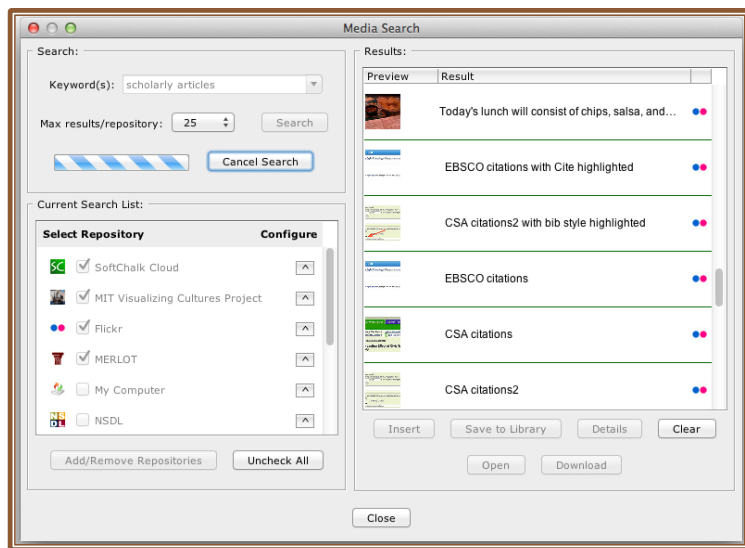 Media Search
Search:
Keyword(s): scholarly articles
Max results/repository: 25 Search
Cancel Search
Current Search List:
Select Repository Configure
SC SoftChalk Cloud
MIT Visualizing Cultures Project
Flickr
MERLOT
My Computer
NSDL NSDL
Add/Remove Repositories Uncheck All
Results:
Preview Result
Today's lunch will consist of chips, salsa, and...
EBSCO citations with Cite highlighted
CSA citations2 with bib style highlighted
EBSCO citations
CSA citations
CSA citations2
Insert Save to Library Details Clear
Open Download
Close